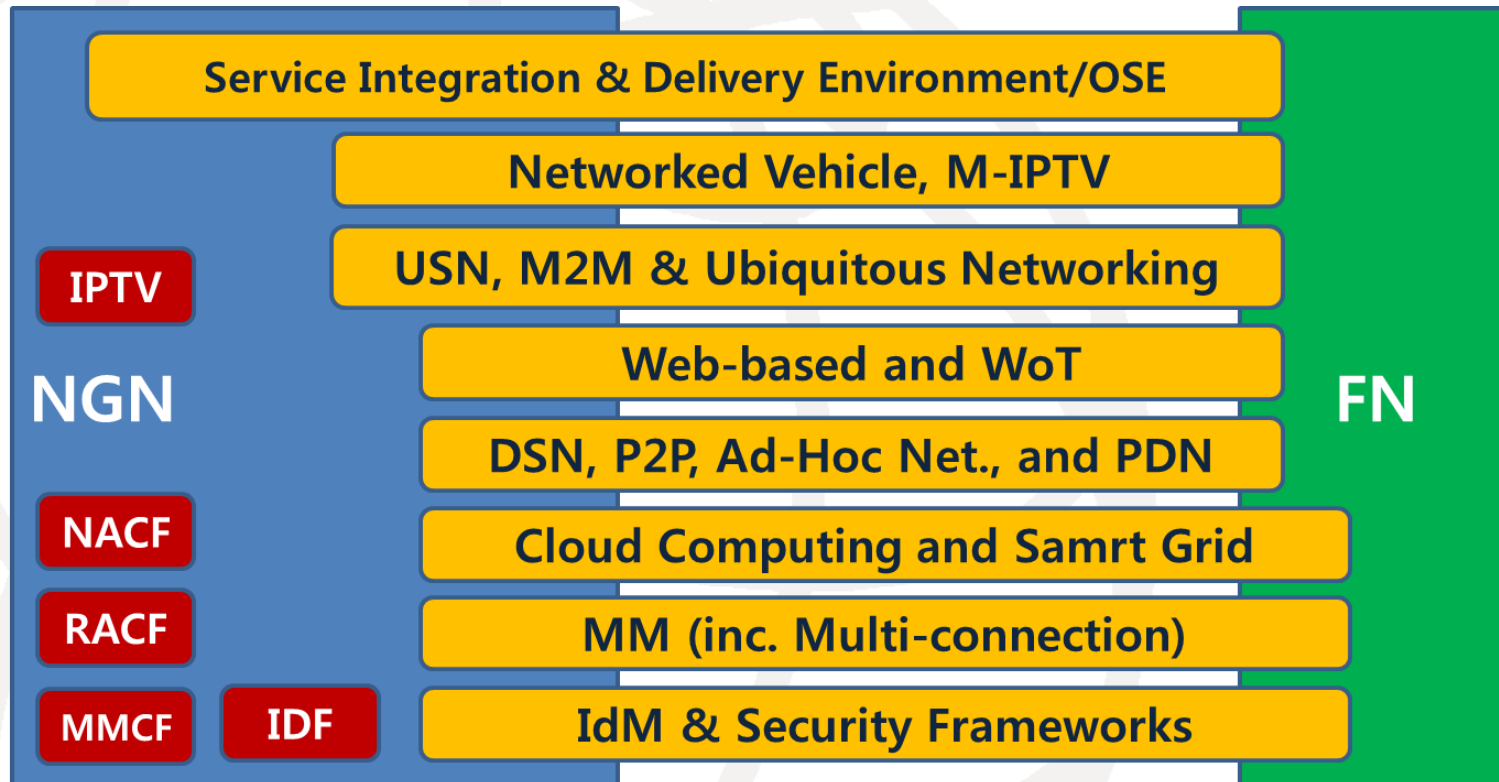 Service Integration & Delivery Environment/OSE
Networked Vehicle, M-IPTV
USN, M2M & Ubiquitous Networking
IPTV
Web-based and WoT
NGN
FN
DSN, P2P, Ad-Hoc Net., and PDN
NACF
Cloud Computing and Samrt Grid
RACF
MM (inc. Multi-connection)
MMCF
IDF
IdM & Security Frameworks